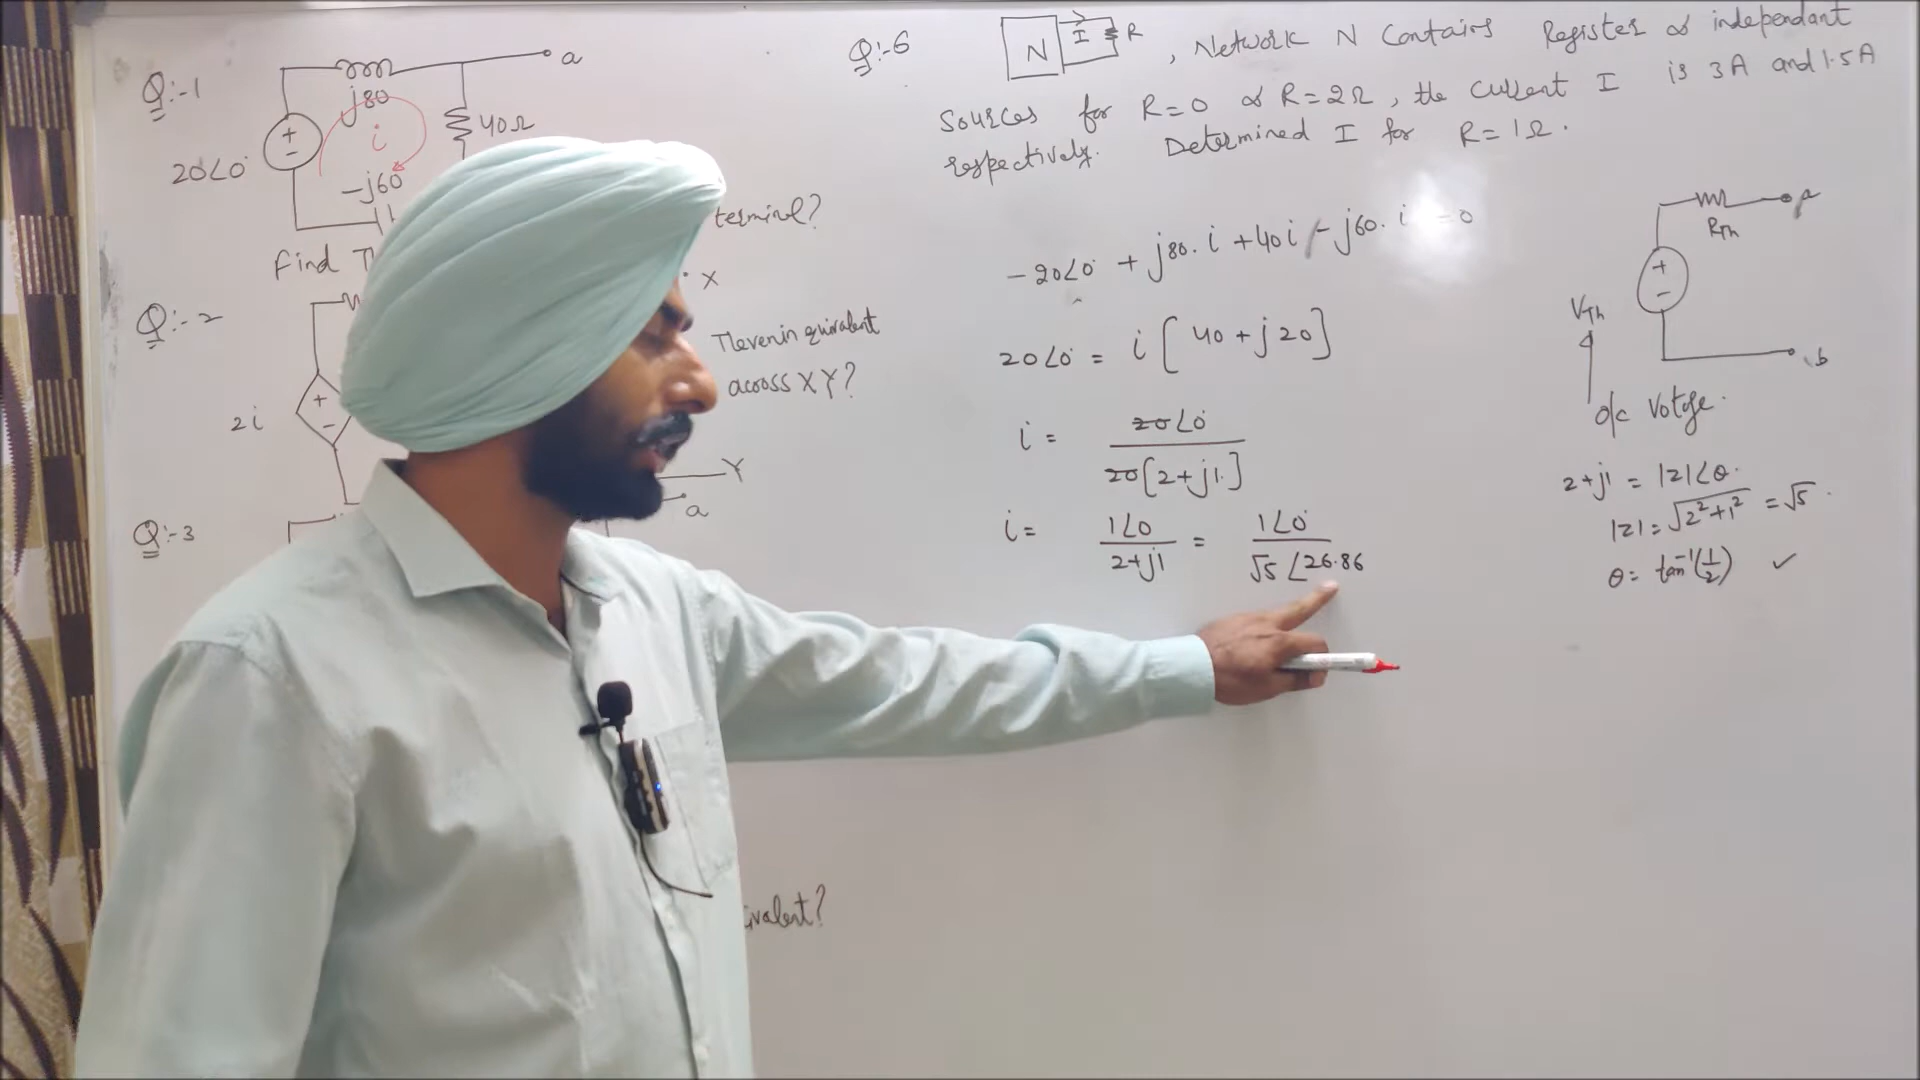 Q:-1
a
j80
40Ω
i
20∠0°
-j60
terminl?
Find
Q:-2
X
Thevenin equivalent
across XY?
+
-
2i
Y
Q:-3
a
ivalent?
Q:-6
N
I
R
, Network N Contains Register & independant
Sources for R=0 & R=2Ω, the current I is 3A and 1.5A
respectively. Determined I for R=1Ω.
-20∠0° + j80.i + 40i - j60.i = 0
20∠0° = i[40 + j20]
i = 20∠0° / 20[2+j1]
i = 1∠0 / 2+j1 = 1∠0° / √5∠26.86
a
RTh
+
-
VTh
b
o/c Voltge.
2+j1 = |z|∠θ.
|z| = √2²+1² = √5.
θ = tan⁻¹(1/2) ✓